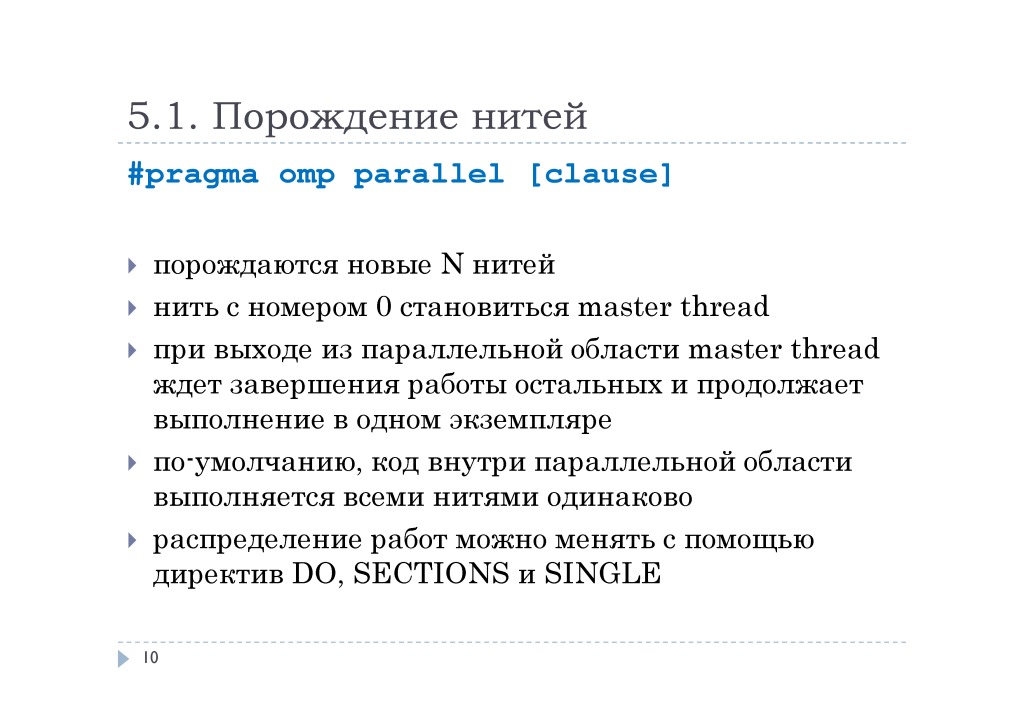 5.1. Порождение нитей
#pragma omp parallel [clause]
порождаются новые N нитей
нить с номером 0 становиться master thread
при выходе из параллельной области master thread
ждет завершения работы остальных и продолжает
выполнение в одном экземпляре
по-умолчанию, код внутри параллельной области
выполняется всеми нитями одинаково
распределение работ можно менять с помощью
директив DO, SECTIONS и SINGLE
10